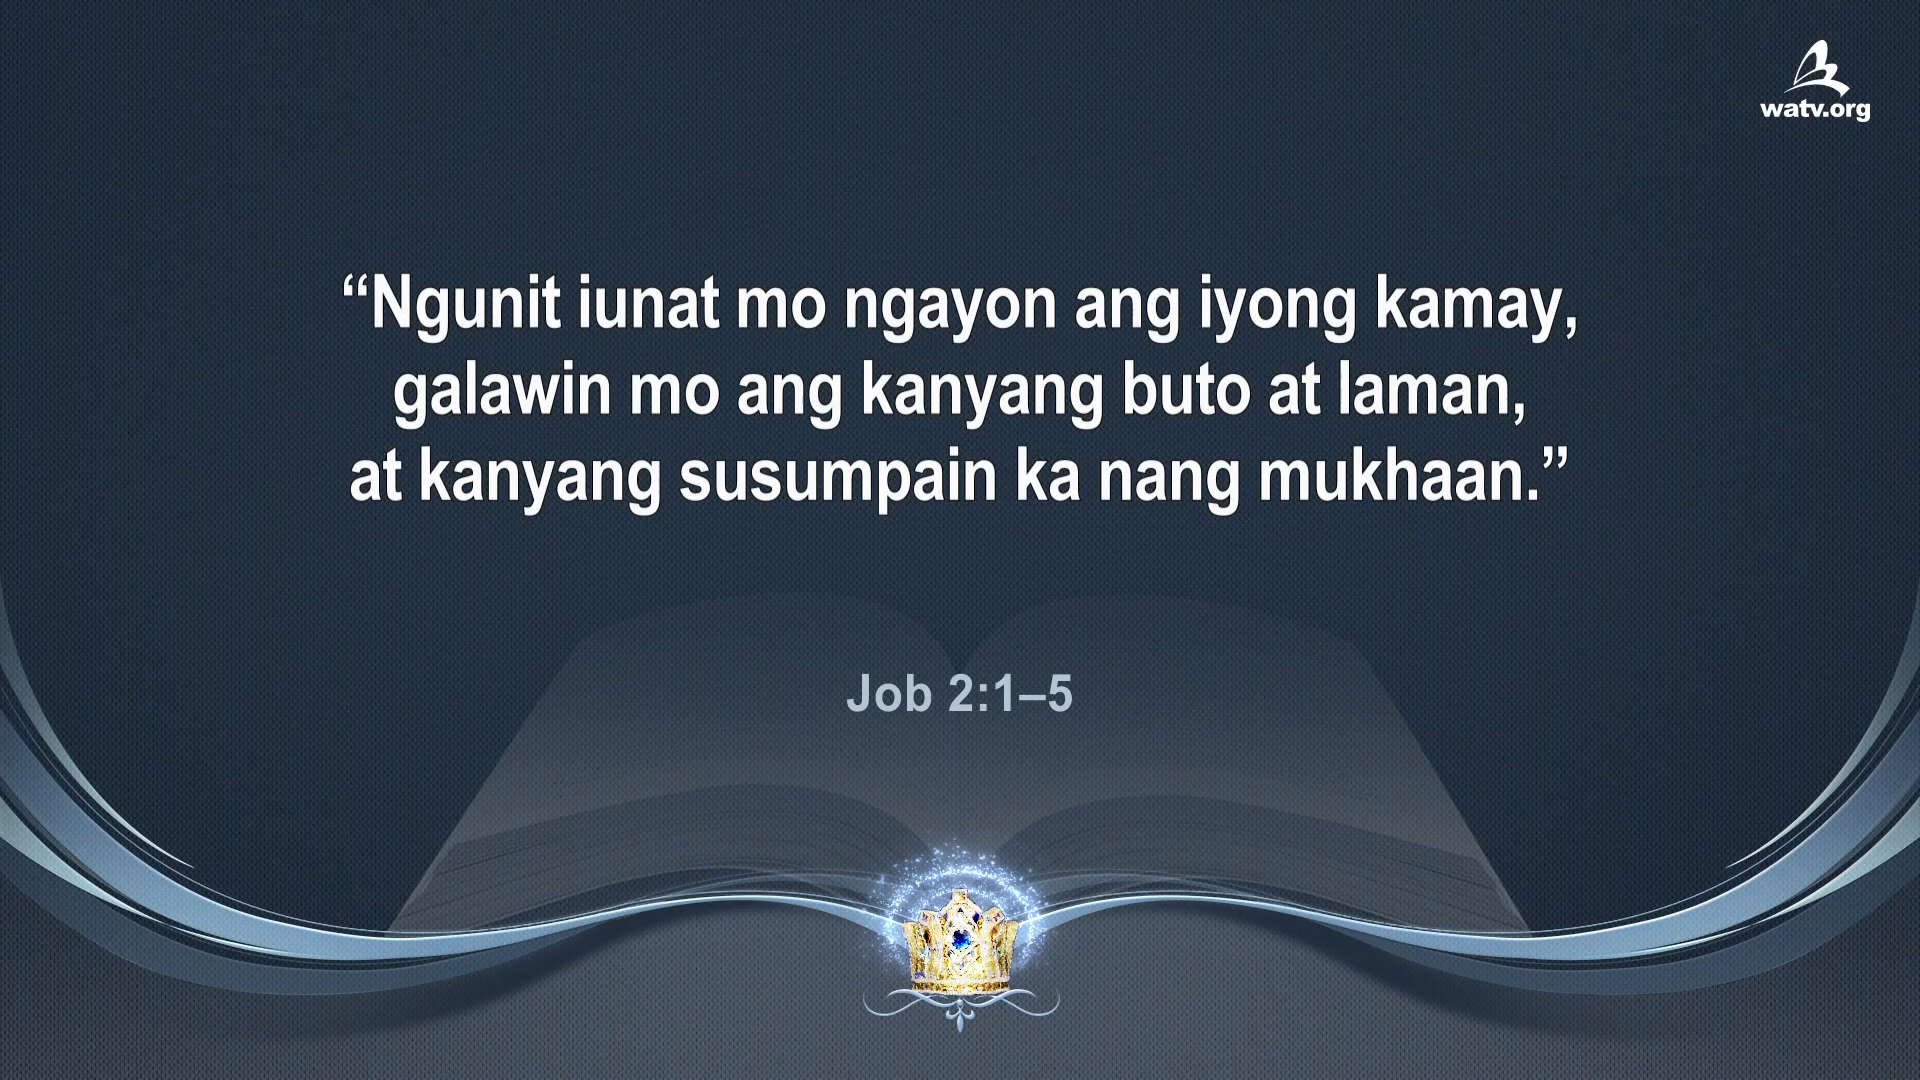 watv.org
“Ngunit iunat mo ngayon ang iyong kamay,
galawin mo ang kanyang buto at laman,
at kanyang susumpain ka nang mukhaan.”
Job 2:1–5